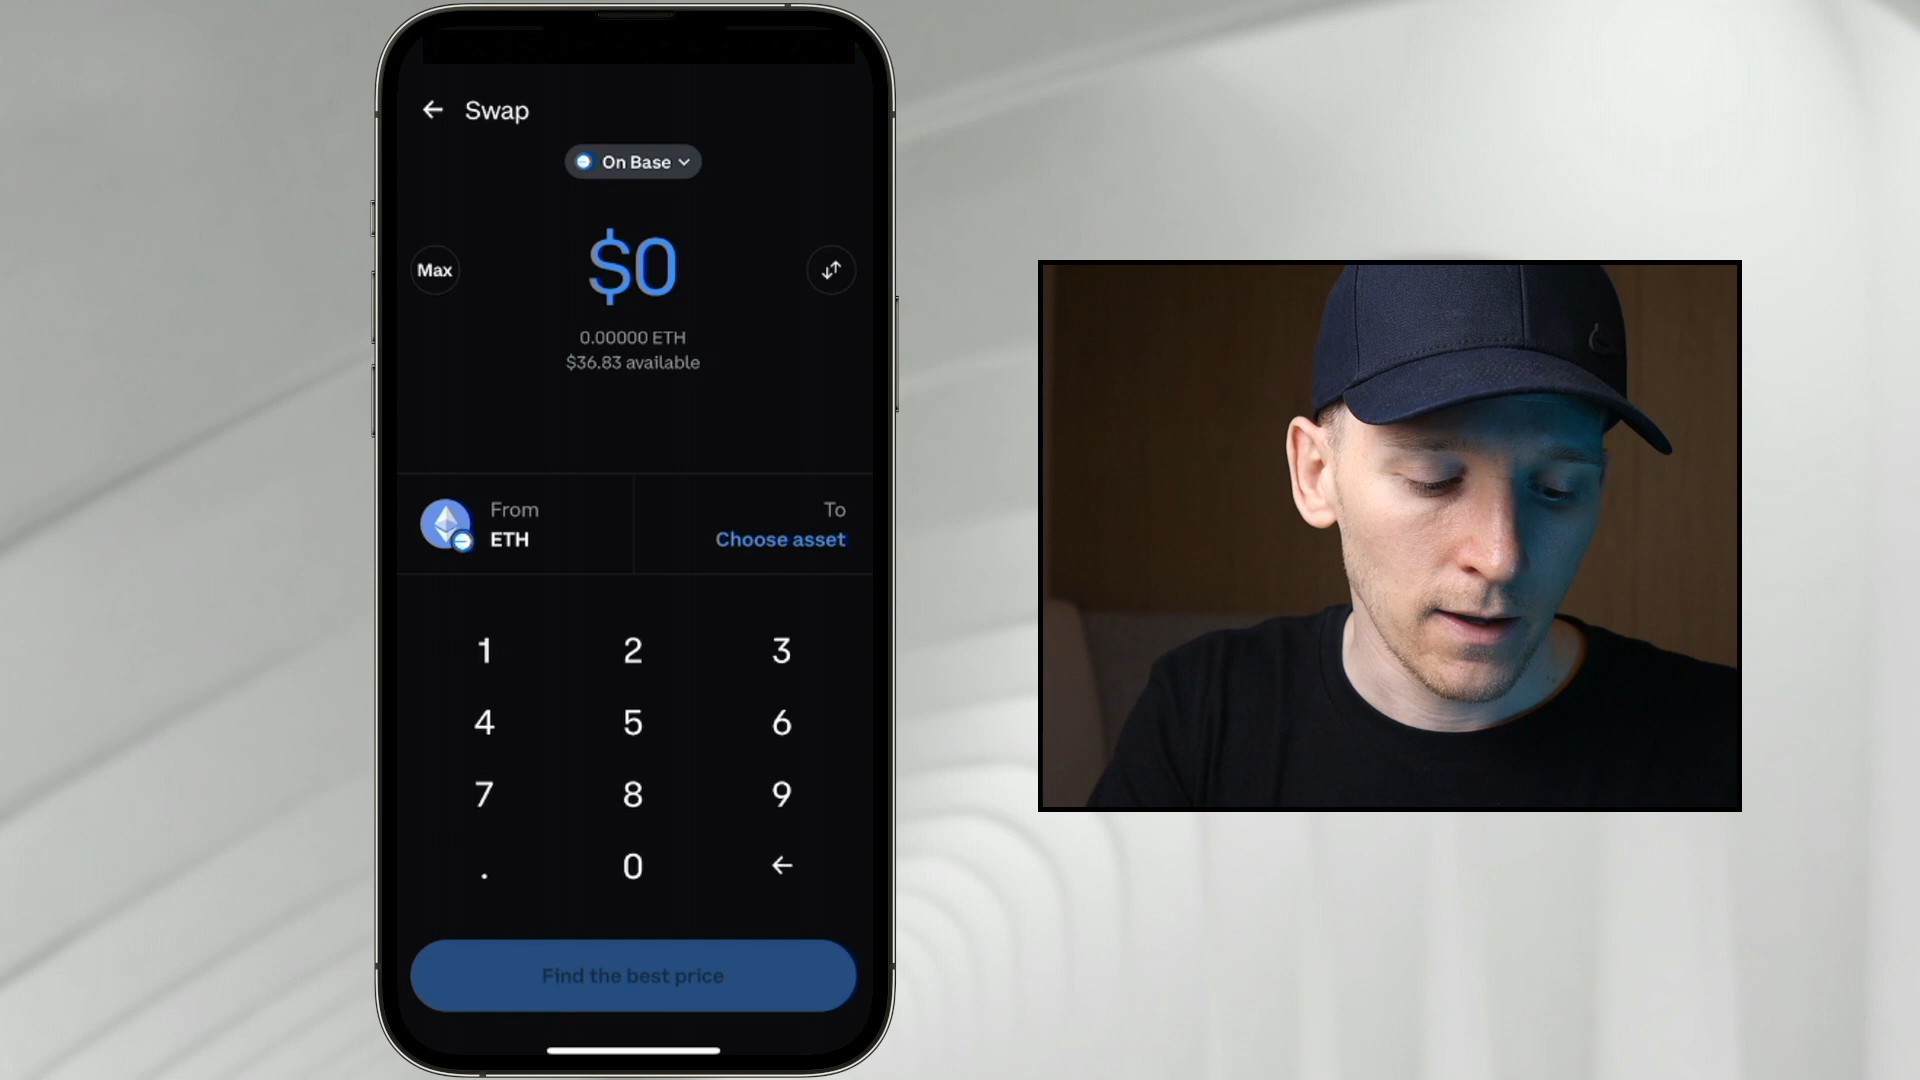 Swap
On Base
Max
$0
0.00000 ETH
$36.83 available
From
To
ETH
Choose asset
1 2 3
4 5 6
7 8 9
. 0
Find the best price